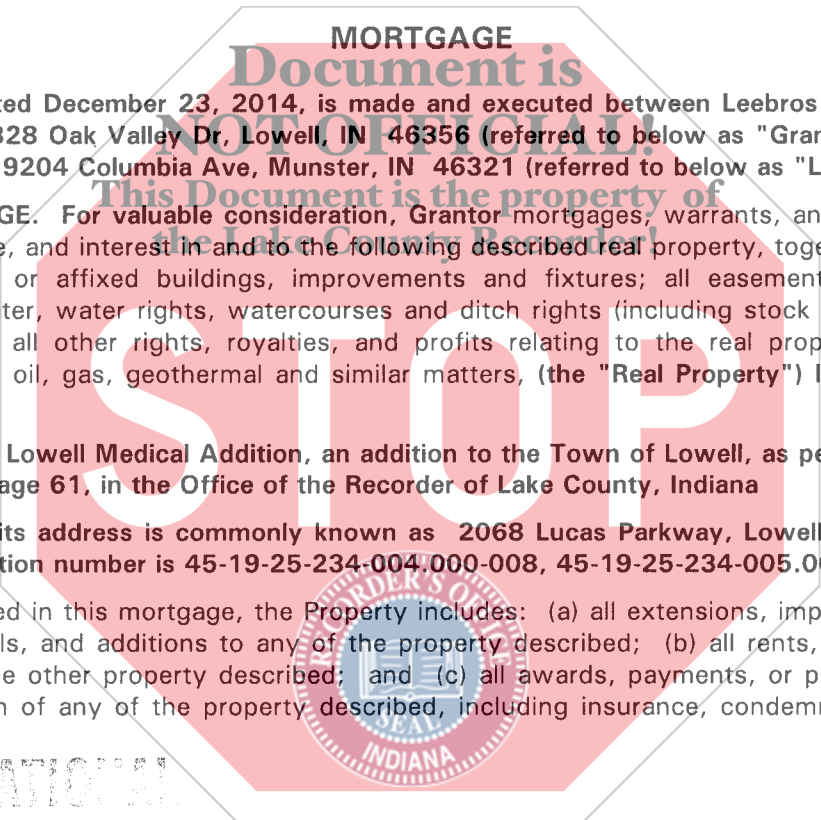 MORTGAGE
Document is
ted December 23, 2014, is made and executed between Leebros
328 Oak Valley Dr, Lowell, IN 46356 (referred to below as "Gran
NOT OFFICIAL!
9204 Columbia Ave, Munster, IN 46321 (referred to below as "L
This Document is the property of
GE. For valuable consideration, Grantor mortgages, warrants, an
the Lake County Recorder!
e, and interest in and to the following described real property, toge
or affixed buildings, improvements and fixtures; all easement
ter, water rights, watercourses and ditch rights (including stock
all other rights, royalties, and profits relating to the real prop
oil, gas, geothermal and similar matters, (the "Real Property") l
STOP
Lowell Medical Addition, an addition to the Town of Lowell, as pe
age 61, in the Office of the Recorder of Lake County, Indiana
its address is commonly known as 2068 Lucas Parkway, Lowell
tion number is 45-19-25-234-004.000-008, 45-19-25-234-005.00
ed in this mortgage, the Property includes: (a) all extensions, imp
ls, and additions to any of the property described; (b) all rents,
e other property described; and (c) all awards, payments, or p
n of any of the property described, including insurance, condemn
RECORDER'S OFFICE
SEAL
INDIANA